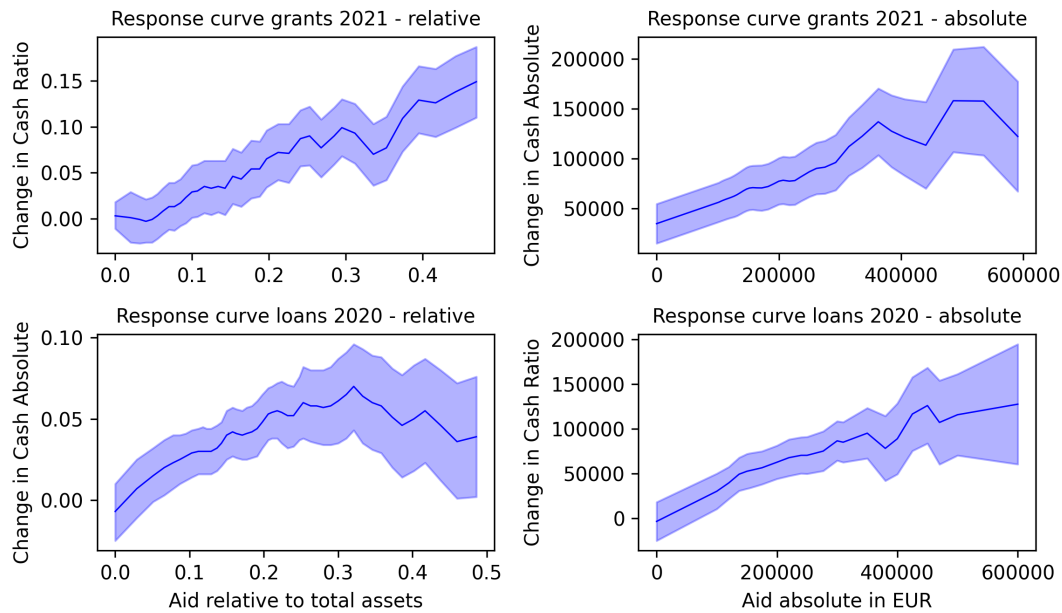 Response curve grants 2021 - relative
Change in Cash Ratio
0.15
0.10
0.05
0.00
0.0 0.1 0.2 0.3 0.4
Response curve grants 2021 - absolute
Change in Cash Absolute
200000
150000
100000
50000
0 200000 400000 600000
Response curve loans 2020 - relative
Change in Cash Absolute
0.10
0.05
0.00
0.0 0.1 0.2 0.3 0.4 0.5
Aid relative to total assets
Response curve loans 2020 - absolute
Change in Cash Ratio
200000
150000
100000
50000
0
0 200000 400000 600000
Aid absolute in EUR